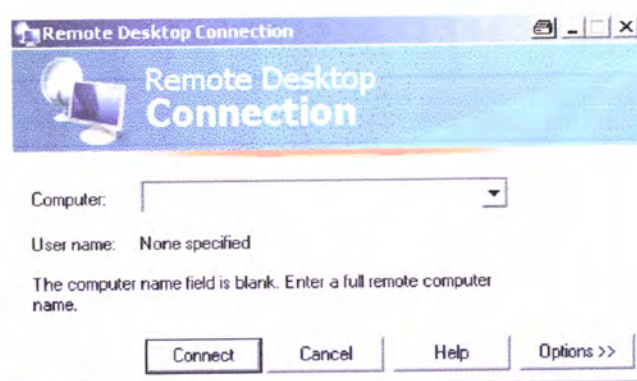 Remote Desktop Connection
Remote Desktop
Connection
Computer:
User name: None specified
The computer name field is blank. Enter a full remote computer
name.
Connect Cancel Help Options >>